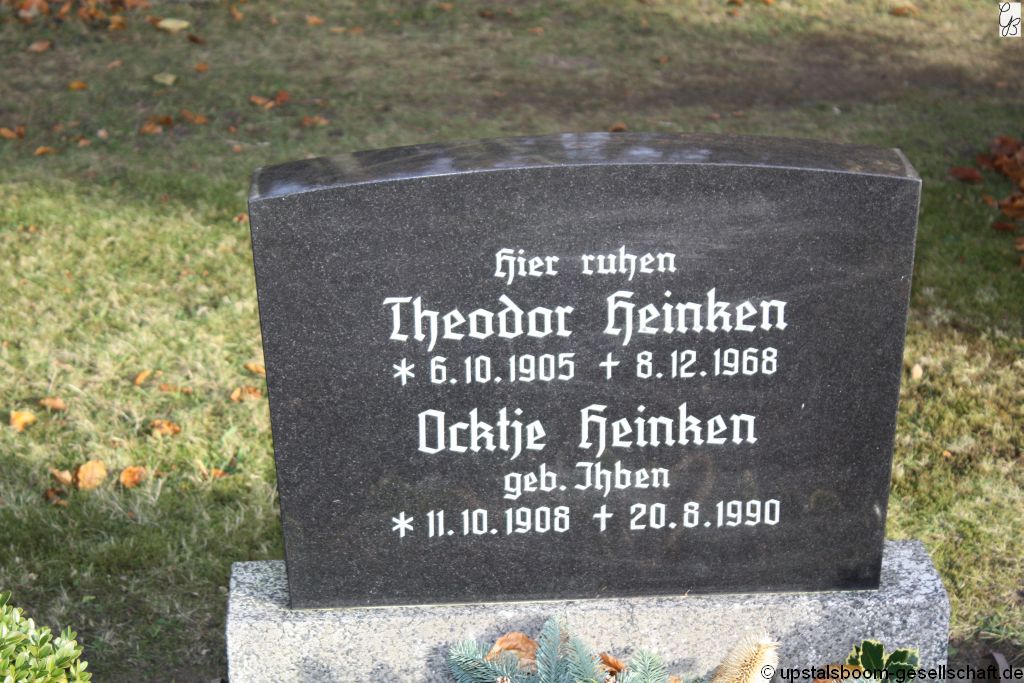 Hier ruhen
Theodor Heinken
* 6.10.1905 † 8.12.1968
Ocktje Heinken
geb. Ihben
* 11.10.1908 † 20.8.1990
© upstalsboom-gesellschaft.de